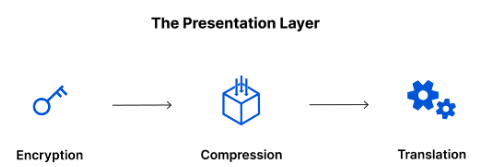 The Presentation Layer
Encryption
Compression
Translation